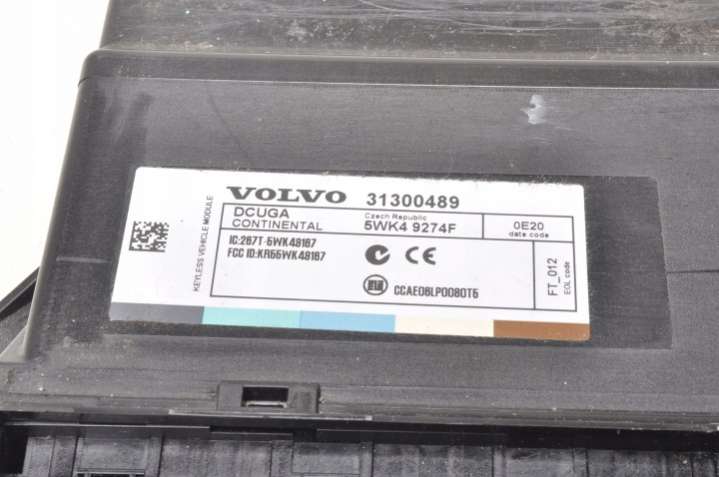 VOLVO 31300489
DCUGA
CONTINENTAL
Czech Republic
5WK4 9274F
0E20
date code
KEYLESS VEHICLE MODULE
IC:267T-5WK48167
FCC ID:KR55WK48167
CE
CCAE08LP0080T5
FT_012
EOL code